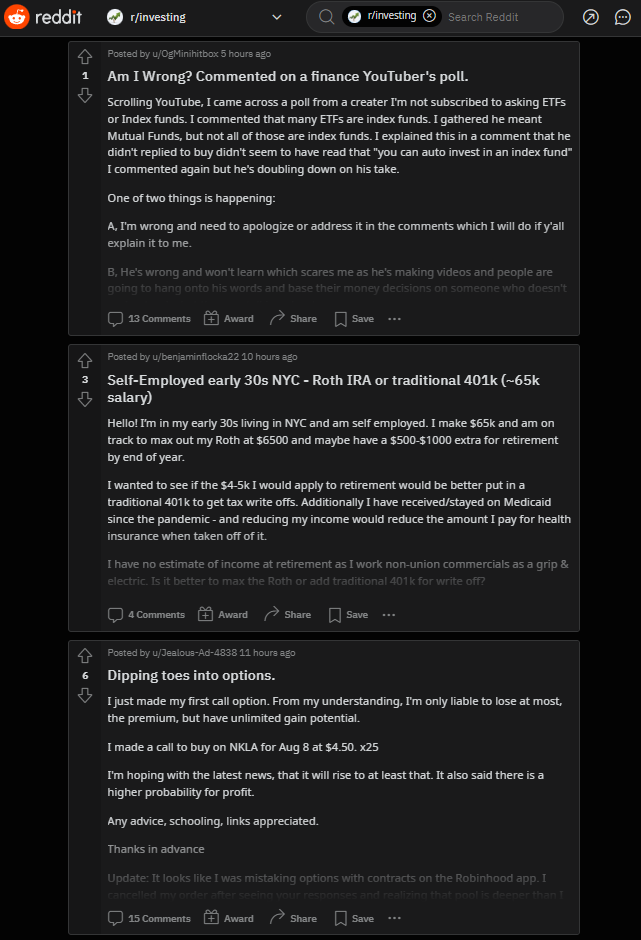 reddit r/investing r/investing Search Reddit
Posted by u/OgMinihitbox 5 hours ago
1 Am I Wrong? Commented on a finance YouTuber's poll.
Scrolling YouTube, I came across a poll from a creater I'm not subscribed to asking ETFs
or Index funds. I commented that many ETFs are index funds. I gathered he meant
Mutual Funds, but not all of those are index funds. I explained this in a comment that he
didn't replied to buy didn't seem to have read that "you can auto invest in an index fund"
I commented again but he's doubling down on his take.
One of two things is happening:
A, I'm wrong and need to apologize or address it in the comments which I will do if y'all
explain it to me.
B, He's wrong and won't learn which scares me as he's making videos and people are
going to hang onto his words and base their money decisions on someone who doesn't
13 Comments Award Share Save ···
Posted by u/benjaminflocka22 10 hours ago
3 Self-Employed early 30s NYC - Roth IRA or traditional 401k (~65k
salary)
Hello! I'm in my early 30s living in NYC and am self employed. I make $65k and am on
track to max out my Roth at $6500 and maybe have a $500-$1000 extra for retirement
by end of year.
I wanted to see if the $4-5k I would apply to retirement would be better put in a
traditional 401k to get tax write offs. Additionally I have received/stayed on Medicaid
since the pandemic - and reducing my income would reduce the amount I pay for health
insurance when taken off of it.
I have no estimate of income at retirement as I work non-union commercials as a grip &
electric. Is it better to max the Roth or add traditional 401k for write off?
4 Comments Award Share Save ···
Posted by u/Jealous-Ad-4838 11 hours ago
6 Dipping toes into options.
I just made my first call option. From my understanding, I'm only liable to lose at most,
the premium, but have unlimited gain potential.
I made a call to buy on NKLA for Aug 8 at $4.50. x25
I'm hoping with the latest news, that it will rise to at least that. It also said there is a
higher probability for profit.
Any advice, schooling, links appreciated.
Thanks in advance
Update: It looks like I was mistaking options with contracts on the Robinhood app. I
cancelled my order after seeing your responses and realizing that pool is deeper than I
15 Comments Award Share Save ···